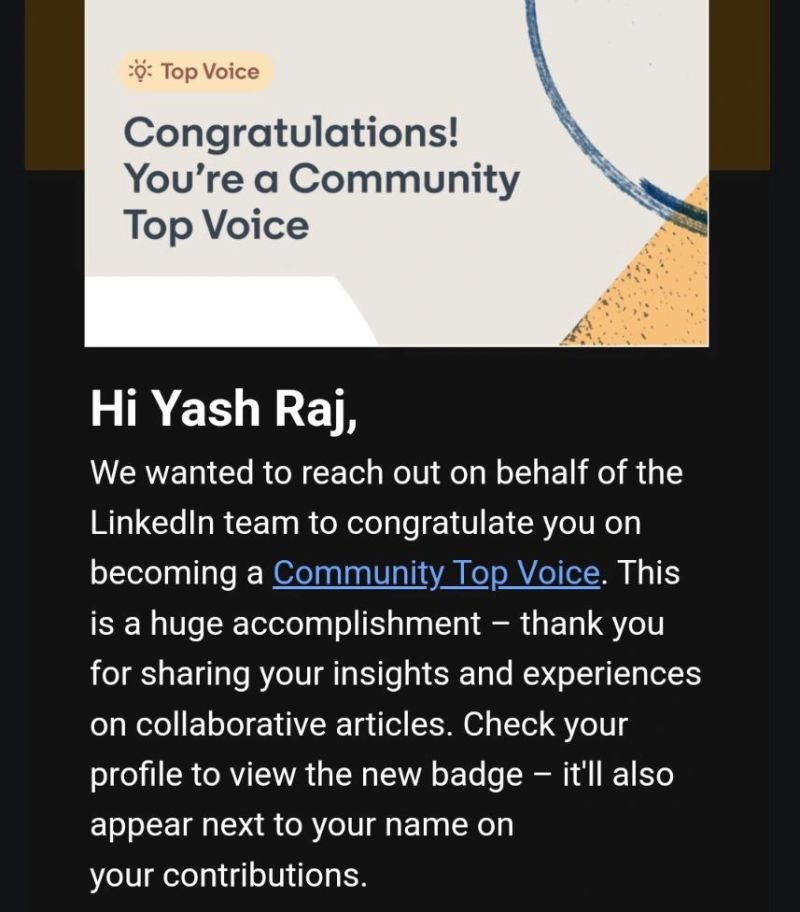 Top Voice
Congratulations!
You’re a Community
Top Voice
Hi Yash Raj,
We wanted to reach out on behalf of the
LinkedIn team to congratulate you on
becoming a Community Top Voice. This
is a huge accomplishment – thank you
for sharing your insights and experiences
on collaborative articles. Check your
profile to view the new badge – it'll also
appear next to your name on
your contributions.